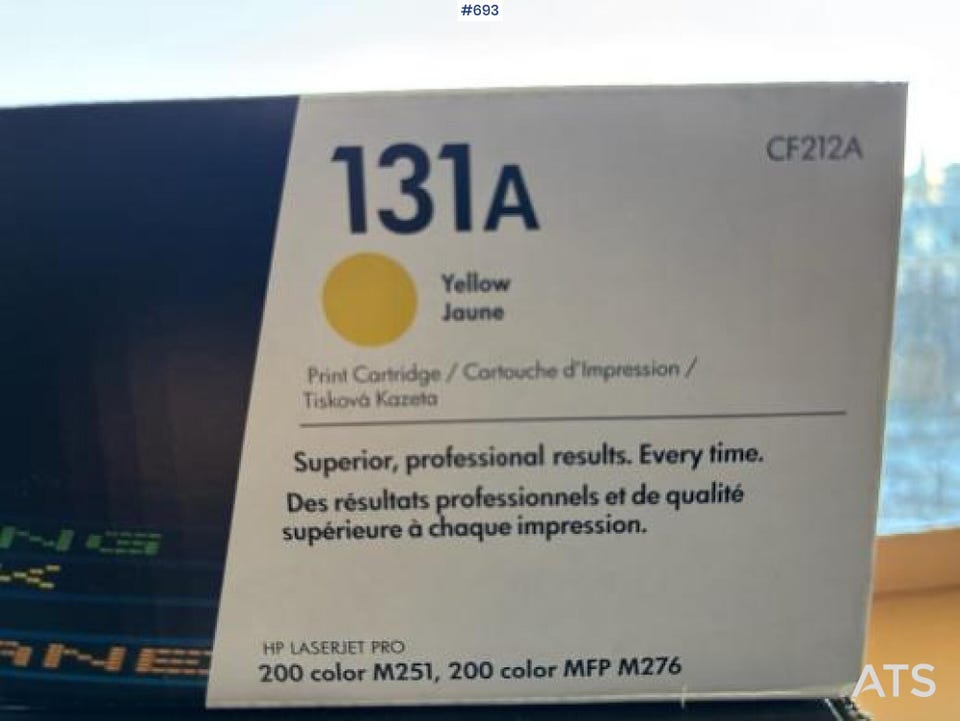 #693
131A
CF212A
Yellow
Jaune
Print Cartridge / Cartouche d'Impression /
Tisková Kazeta
Superior, professional results. Every time.
Des résultats professionnels et de qualité
supérieure à chaque impression.
HP LASERJET PRO
200 color M251, 200 color MFP M276
ATS